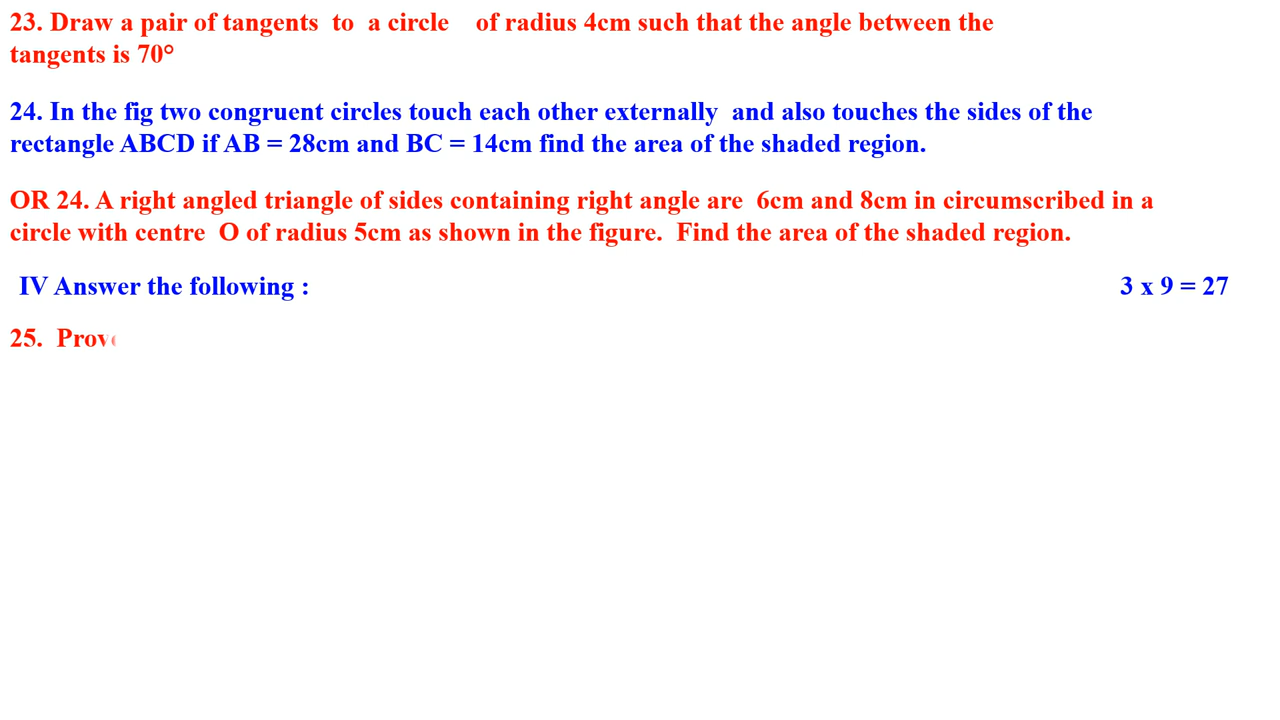 23. Draw a pair of tangents to a circle of radius 4cm such that the angle between the
tangents is 70°
24. In the fig two congruent circles touch each other externally and also touches the sides of the
rectangle ABCD if AB = 28cm and BC = 14cm find the area of the shaded region.
OR 24. A right angled triangle of sides containing right angle are 6cm and 8cm in circumscribed in a
circle with centre O of radius 5cm as shown in the figure. Find the area of the shaded region.
IV Answer the following : 3 x 9 = 27
25. Prov